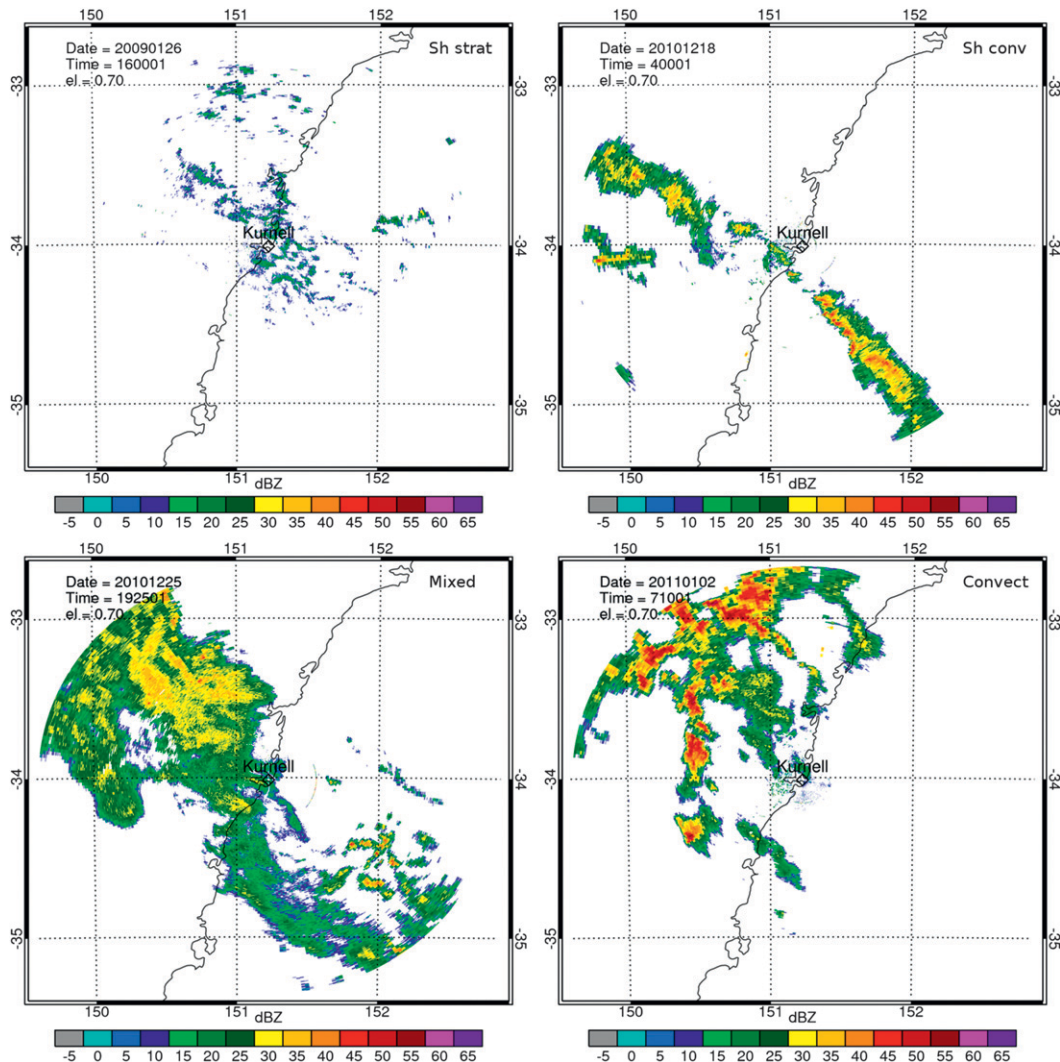 150 151 152
Date = 20090126
Time = 160001
el = 0.70
Sh strat
-33
Kurnell
-34
-34
-35
-35
150 151 152
dBZ
-5 0 5 10 15 20 25 30 35 40 45 50 55 60 65
150 151 152
Date = 20101218
Time = 40001
el = 0.70
Sh conv
-33
-33
Kurnell
-34
-34
-35
-35
150 151 152
dBZ
-5 0 5 10 15 20 25 30 35 40 45 50 55 60 65
150 151 152
Date = 20101225
Time = 192501
el = 0.70
Mixed
-33
-33
Kurnell
-34
-34
-35
-35
150 151 152
dBZ
-5 0 5 10 15 20 25 30 35 40 45 50 55 60 65
150 151 152
Date = 20110102
Time = 71001
el = 0.70
Convect
-33
-33
Kurnell
-34
-34
-35
-35
150 151 152
dBZ
-5 0 5 10 15 20 25 30 35 40 45 50 55 60 65